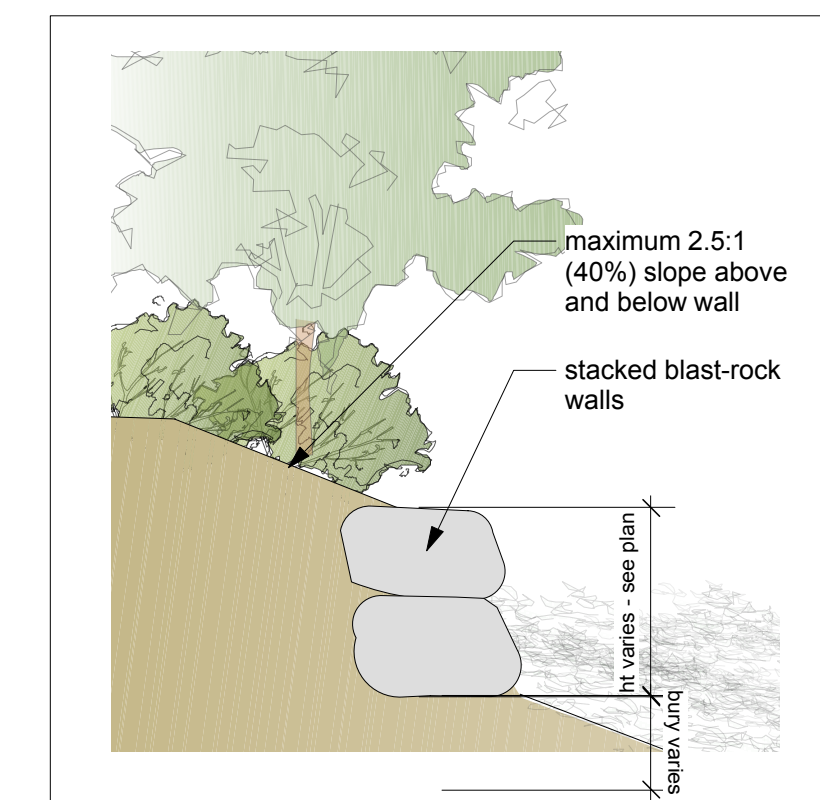 maximum 2.5:1
(40%) slope above
and below wall
stacked blast-rock
walls
ht varies - see plan
bury varies